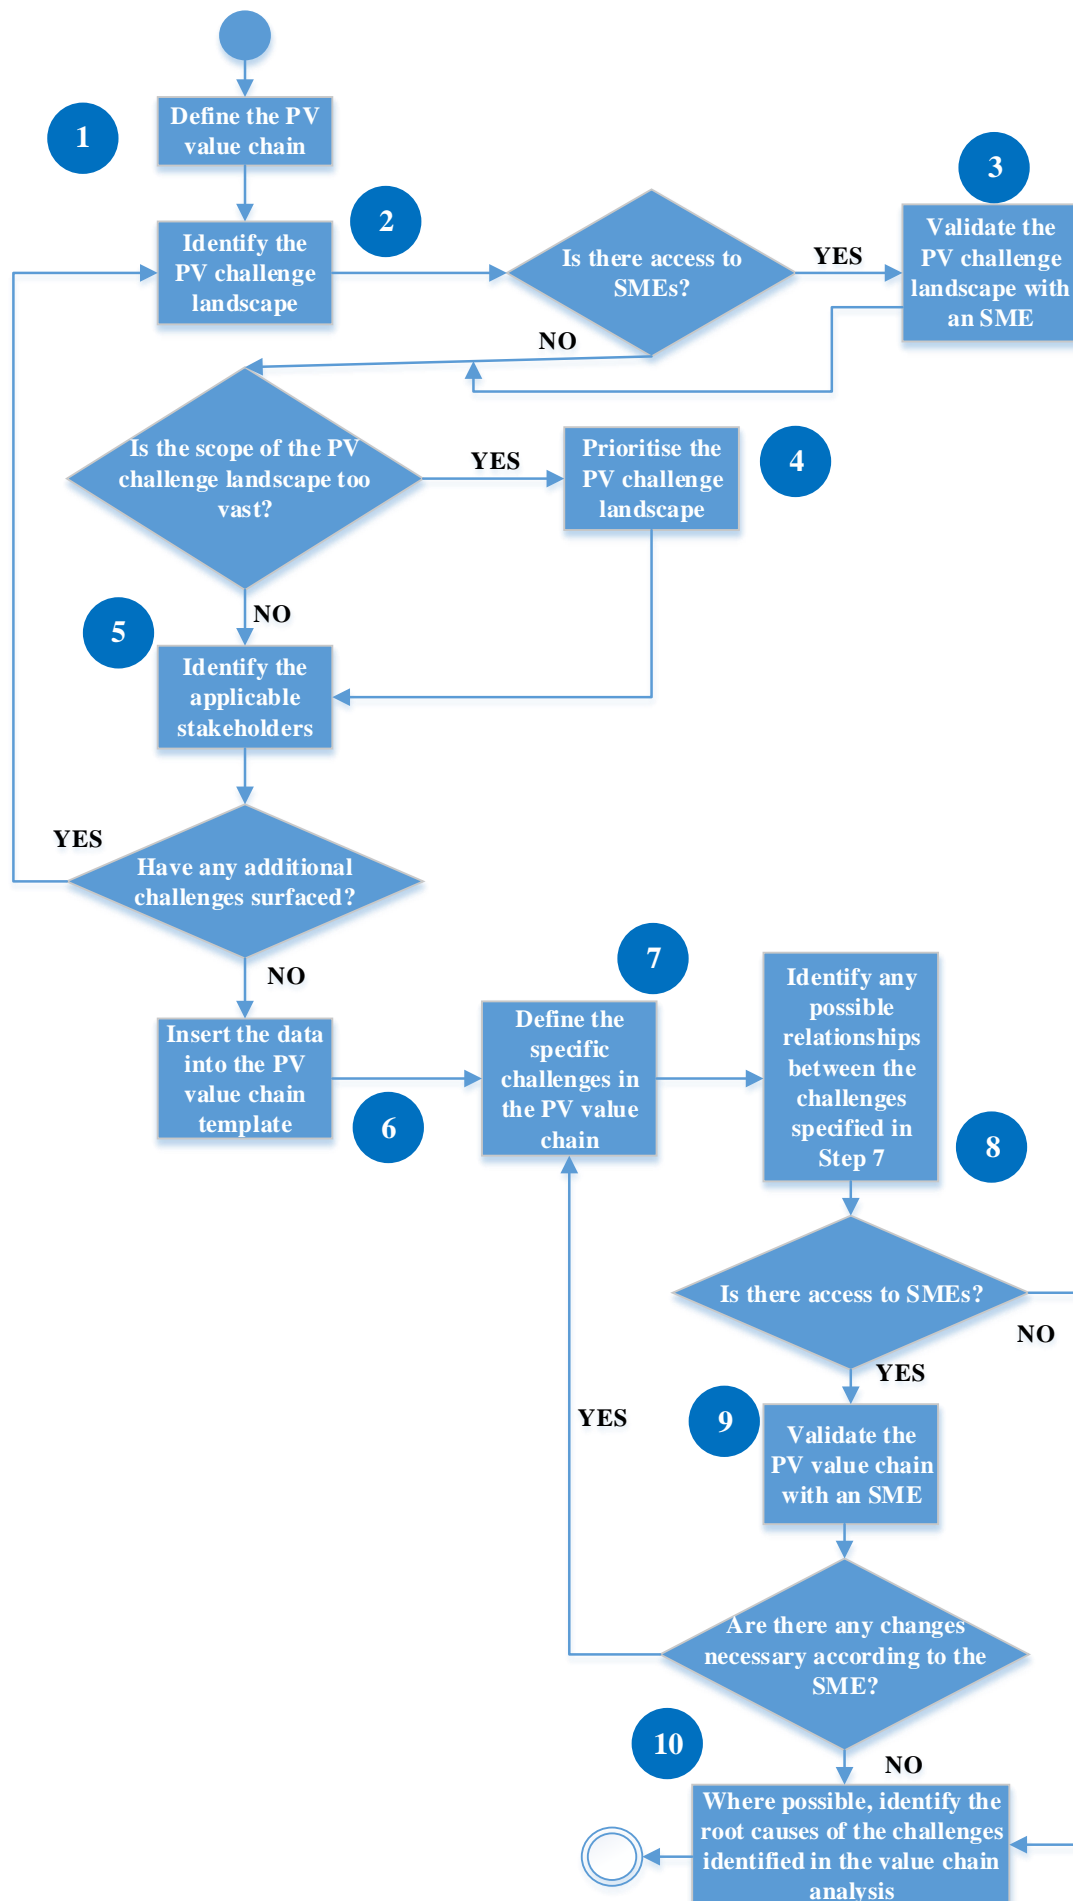 1
Define the PV
value chain
2
Identify the
PV challenge
landscape
Is there access to
SMEs?
YES
3
Validate the
PV challenge
landscape with
an SME
NO
Is the scope of the PV
challenge landscape too
vast?
YES
Prioritise the
PV challenge
landscape
4
NO
5
Identify the
applicable
stakeholders
YES
Have any additional
challenges surfaced?
NO
Insert the data
into the PV
value chain
template
6
7
Define the
specific
challenges in
the PV value
chain
Identify any
possible
relationships
between the
challenges
specified in
Step 7
8
Is there access to SMEs?
NO
YES
YES
9
Validate the
PV value chain
with an SME
Are there any changes
necessary according to the
SME?
NO
10
Where possible, identify the
root causes of the challenges
identified in the value chain
analysis